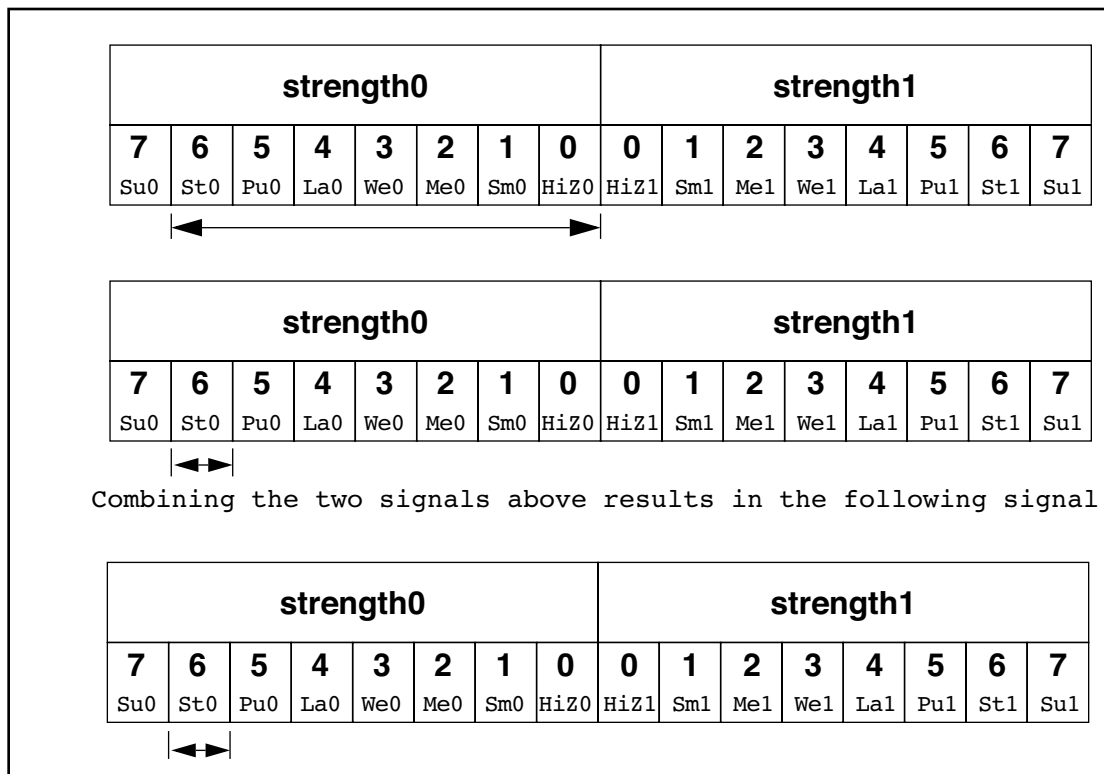 strength0 strength1
7 6 5 4 3 2 1 0 0 1 2 3 4 5 6 7
Su0 St0 Pu0 La0 We0 Me0 Sm0 HiZ0 HiZ1 Sm1 Me1 We1 La1 Pu1 St1 Su1
strength0 strength1
7 6 5 4 3 2 1 0 0 1 2 3 4 5 6 7
Su0 St0 Pu0 La0 We0 Me0 Sm0 HiZ0 HiZ1 Sm1 Me1 We1 La1 Pu1 St1 Su1
Combining the two signals above results in the following signal
strength0 strength1
7 6 5 4 3 2 1 0 0 1 2 3 4 5 6 7
Su0 St0 Pu0 La0 We0 Me0 Sm0 HiZ0 HiZ1 Sm1 Me1 We1 La1 Pu1 St1 Su1